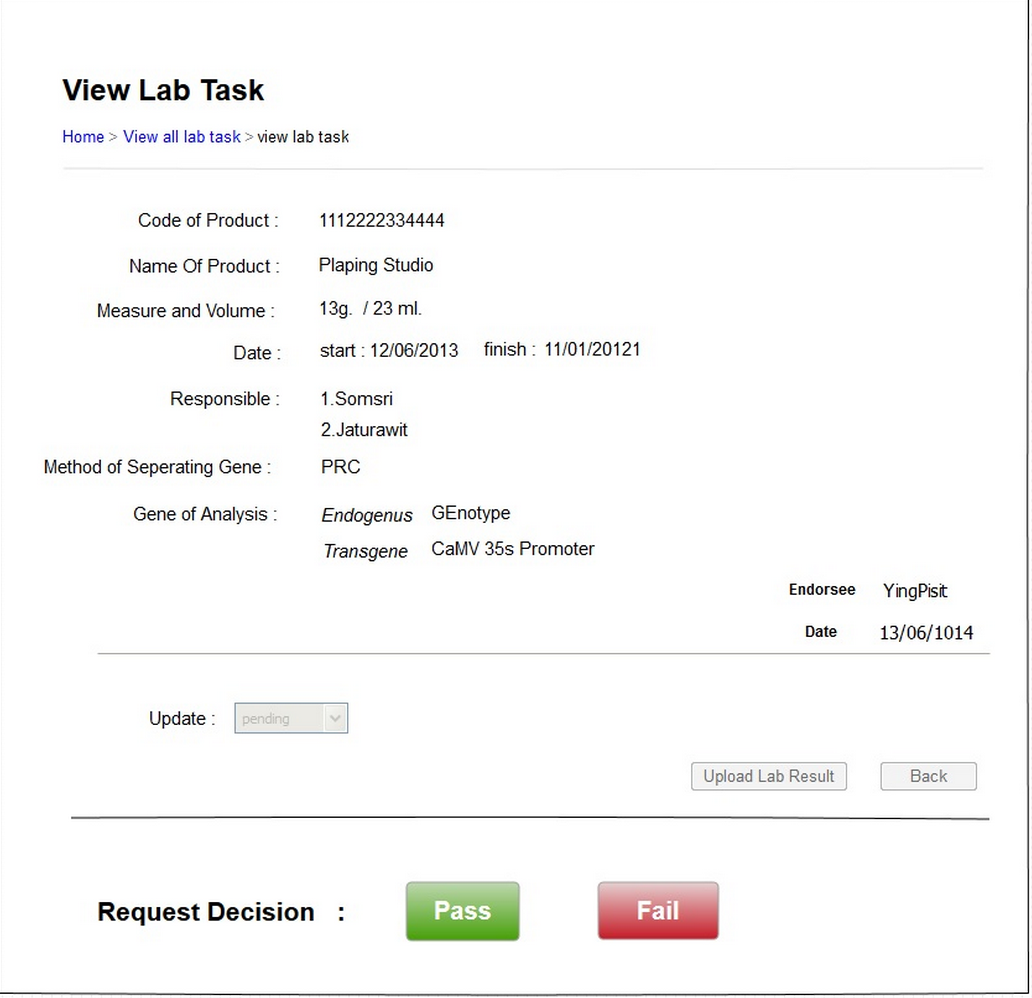 View Lab Task
Home > View all lab task > view lab task
Code of Product : 1112222334444
Name Of Product : Plaping Studio
Measure and Volume : 13g. / 23 ml.
Date : start : 12/06/2013 finish : 11/01/20121
Responsible : 1.Somsri
2.Jaturawit
Method of Seperating Gene : PRC
Gene of Analysis : Endogenus GEnotype
Transgene CaMV 35s Promoter
Endorsee YingPisit
Date 13/06/1014
Update : pending
Upload Lab Result Back
Request Decision : Pass Fail